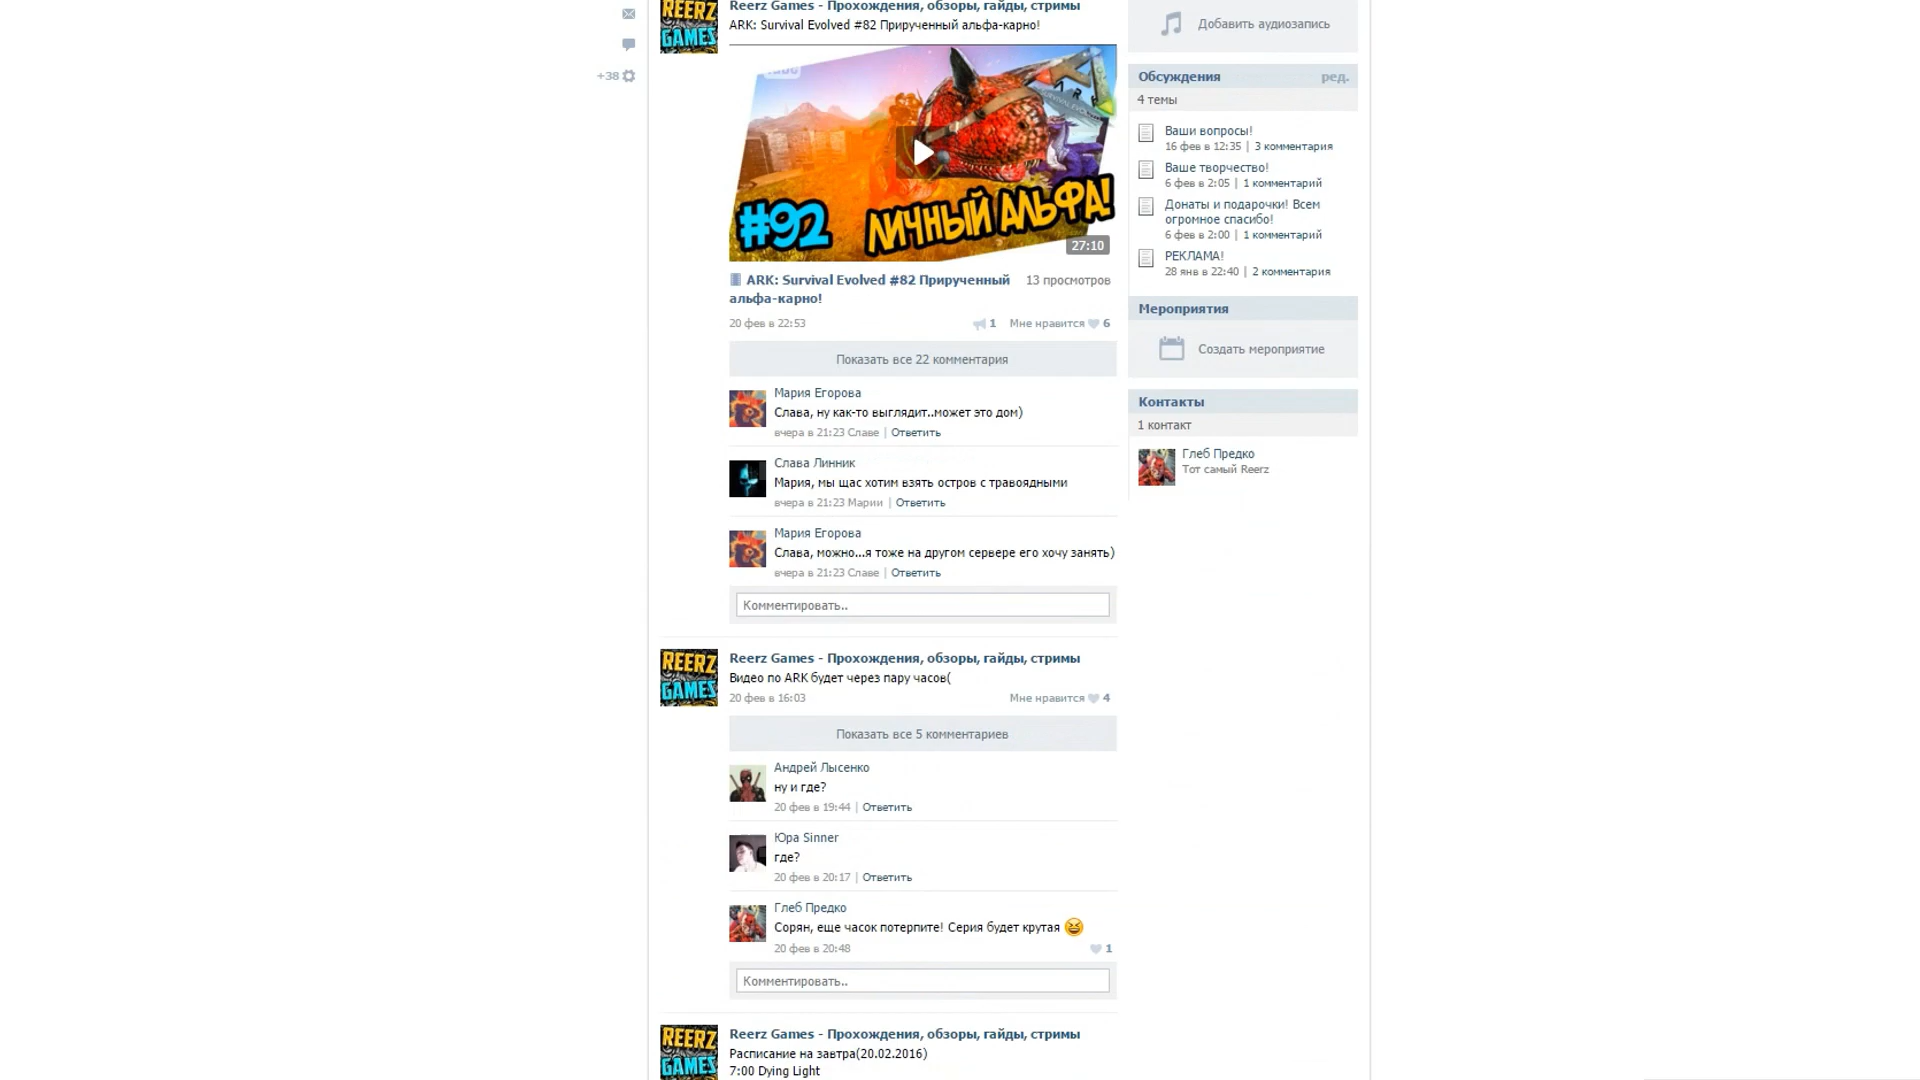 +38
REERZ
GAMES
Reerz Games - Прохождения, обзоры, гайды, стримы
ARK: Survival Evolved #82 Прирученный альфа-карно!
#92 ЛИЧНЫЙ АЛЬФА!
27:10
ARK: Survival Evolved #82 Прирученный
альфа-карно!
13 просмотров
20 фев в 22:53
1 Мне нравится 6
Показать все 22 комментария
Мария Егорова
Слава, ну как-то выглядит..может это дом)
вчера в 21:23 Славе | Ответить
Слава Линник
Мария, мы щас хотим взять остров с травоядными
вчера в 21:23 Марии | Ответить
Мария Егорова
Слава, можно...я тоже на другом сервере его хочу занять)
вчера в 21:23 Славе | Ответить
Комментировать..
REERZ
GAMES
Reerz Games - Прохождения, обзоры, гайды, стримы
Видео по ARK будет через пару часов(
20 фев в 16:03
Мне нравится 4
Показать все 5 комментариев
Андрей Лысенко
ну и где?
20 фев в 19:44 | Ответить
Юра Sinner
где?
20 фев в 20:17 | Ответить
Глеб Предко
Сорян, еще часок потерпите! Серия будет крутая
20 фев в 20:48
1
Комментировать..
REERZ
GAMES
Reerz Games - Прохождения, обзоры, гайды, стримы
Расписание на завтра(20.02.2016)
7:00 Dying Light
Добавить аудиозапись
Обсуждения ред.
4 темы
Ваши вопросы!
16 фев в 12:35 | 3 комментария
Ваше творчество!
6 фев в 2:05 | 1 комментарий
Донаты и подарочки! Всем
огромное спасибо!
6 фев в 2:00 | 1 комментарий
РЕКЛАМА!
28 янв в 22:40 | 2 комментария
Мероприятия
Создать мероприятие
Контакты
1 контакт
Глеб Предко
Тот самый Reerz